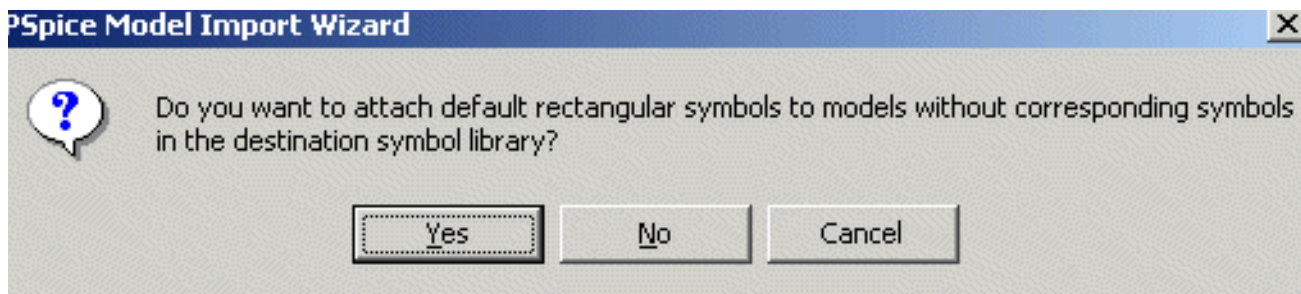 PSpice Model Import Wizard
Do you want to attach default rectangular symbols to models without corresponding symbols
in the destination symbol library?
Yes
No
Cancel